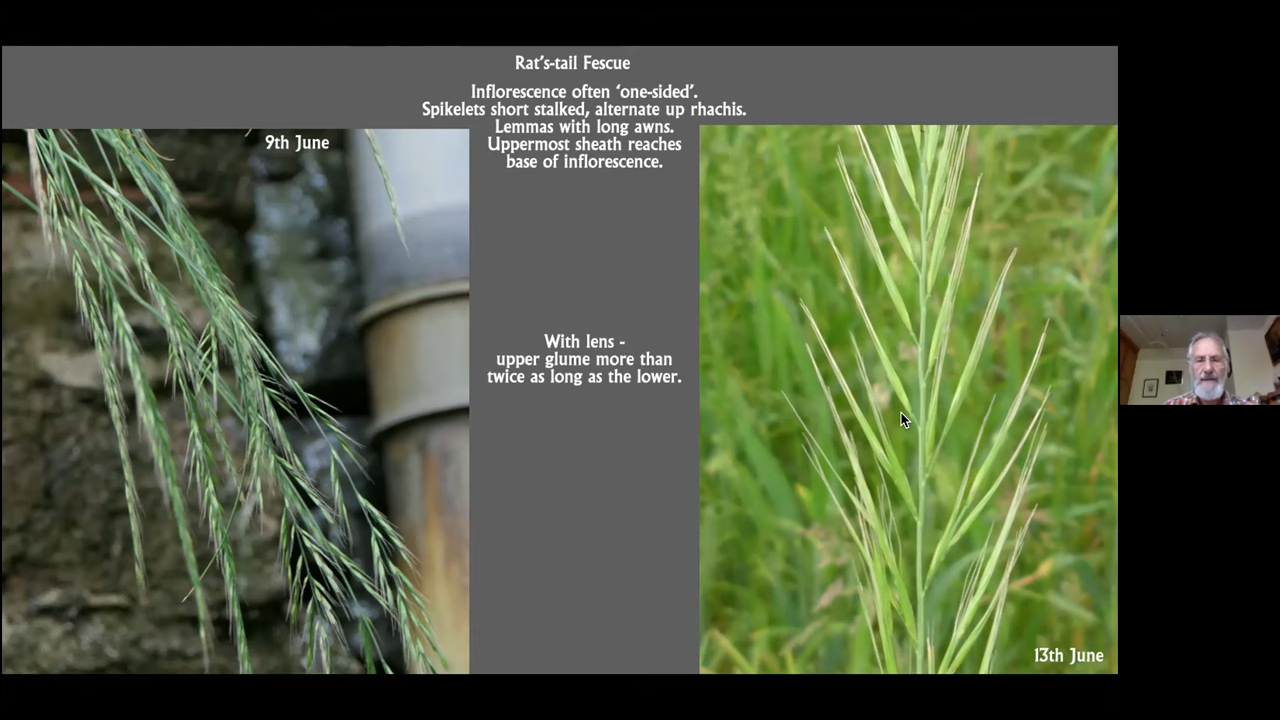 Rat's-tail Fescue
Inflorescence often 'one-sided'.
Spikelets short stalked, alternate up rhachis.
Lemmas with long awns.
Uppermost sheath reaches
base of inflorescence.
9th June
With lens -
upper glume more than
twice as long as the lower.
13th June